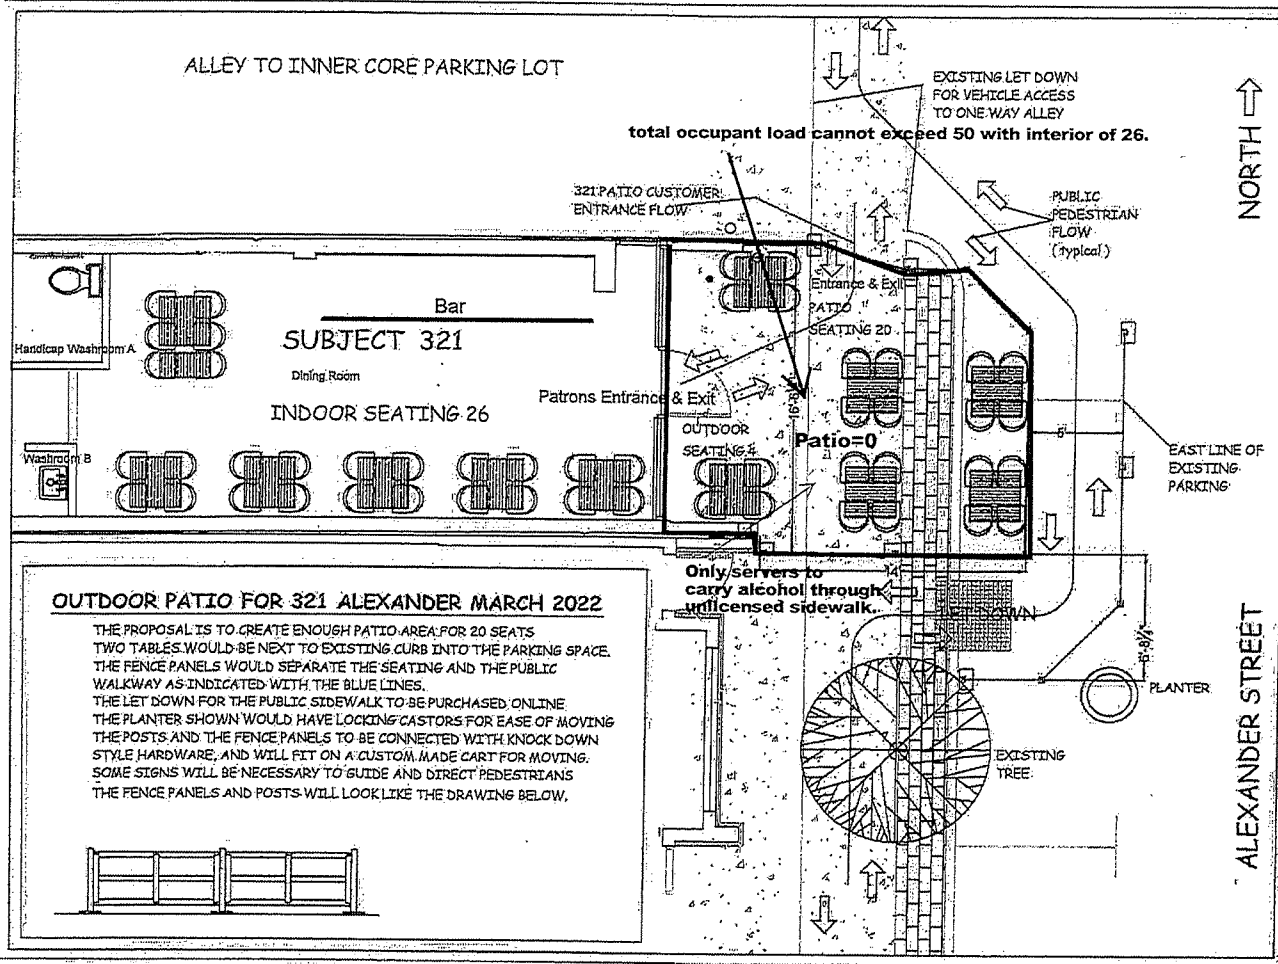 ALLEY TO INNER CORE PARKING LOT
EXISTING LET DOWN
FOR VEHICLE ACCESS
TO ONE WAY ALLEY
total occupant load cannot exceed 50 with interior of 26.
NORTH
321 PATIO CUSTOMER
ENTRANCE FLOW
PUBLIC
PEDESTRIAN
FLOW
(typical)
Entrance & Exit
PATIO
SEATING 20
Bar
SUBJECT 321
Handicap Washroom A
Dining Room
Patrons Entrance & Exit
INDOOR SEATING 26
OUTDOOR
SEATING 4
Patio=0
5'
Washroom B
EAST LINE OF
EXISTING
PARKING
Only servers to
carry alcohol through
unlicensed sidewalk.
14'
LET DOWN
6'-8¾"
PLANTER
EXISTING
TREE
ALEXANDER STREET
OUTDOOR PATIO FOR 321 ALEXANDER MARCH 2022
THE PROPOSAL IS TO CREATE ENOUGH PATIO AREA FOR 20 SEATS
TWO TABLES WOULD BE NEXT TO EXISTING CURB INTO THE PARKING SPACE.
THE FENCE PANELS WOULD SEPARATE THE SEATING AND THE PUBLIC
WALKWAY AS INDICATED WITH THE BLUE LINES.
THE LET DOWN FOR THE PUBLIC SIDEWALK TO BE PURCHASED ONLINE
THE PLANTER SHOWN WOULD HAVE LOCKING CASTORS FOR EASE OF MOVING
THE POSTS AND THE FENCE PANELS TO BE CONNECTED WITH KNOCK DOWN
STYLE HARDWARE, AND WILL FIT ON A CUSTOM MADE CART FOR MOVING.
SOME SIGNS WILL BE NECESSARY TO GUIDE AND DIRECT PEDESTRIANS
THE FENCE PANELS AND POSTS WILL LOOK LIKE THE DRAWING BELOW.